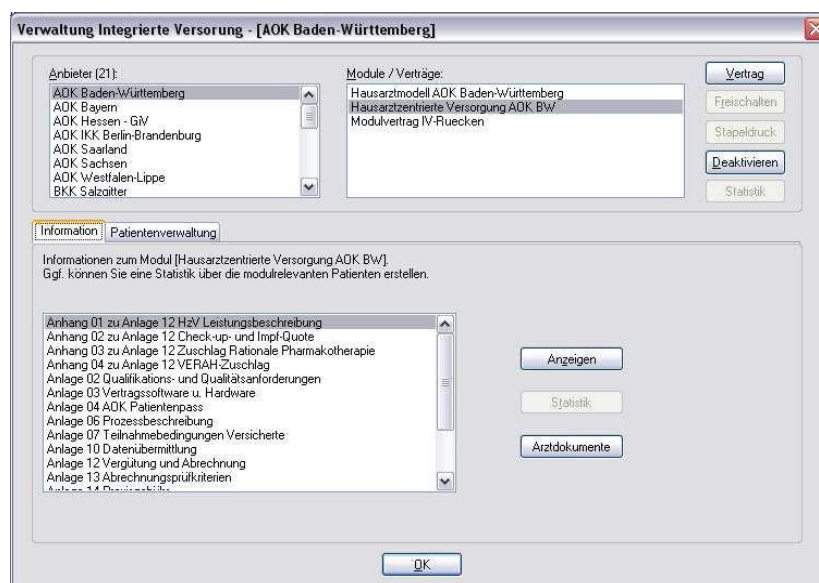 Verwaltung Integrierte Versorung - [AOK Baden-Württemberg]
Anbieter (21):
AOK Baden-Württemberg
AOK Bayern
AOK Hessen - GiV
AOK IKK Berlin-Brandenburg
AOK Saarland
AOK Sachsen
AOK Westfalen-Lippe
BKK Salzgitter
Module / Verträge:
Hausarztmodell AOK Baden-Württemberg
Hausarztzentrierte Versorgung AOK BW
Modulvertrag IV-Ruecken
Vertrag
Freischalten
Stapeldruck
Deaktivieren
Statistik
Information
Patientenverwaltung
Informationen zum Modul [Hausarztzentrierte Versorgung AOK BW].
Ggf. können Sie eine Statistik über die modulrelevanten Patienten erstellen.
Anhang 01 zu Anlage 12 HzV Leistungsbeschreibung
Anhang 02 zu Anlage 12 Check-up- und Impf-Quote
Anhang 03 zu Anlage 12 Zuschlag Rationale Pharmakotherapie
Anhang 04 zu Anlage 12 VERAH-Zuschlag
Anlage 02 Qualifikations- und Qualitätsanforderungen
Anlage 03 Vertragssoftware u. Hardware
Anlage 04 AOK Patientenpass
Anlage 06 Prozessbeschreibung
Anlage 07 Teilnahmebedingungen Versicherte
Anlage 10 Datenübermittlung
Anlage 12 Vergütung und Abrechnung
Anlage 13 Abrechnungsprüfkriterien
Anlage 14
Anzeigen
Statistik
Arztdokumente
OK